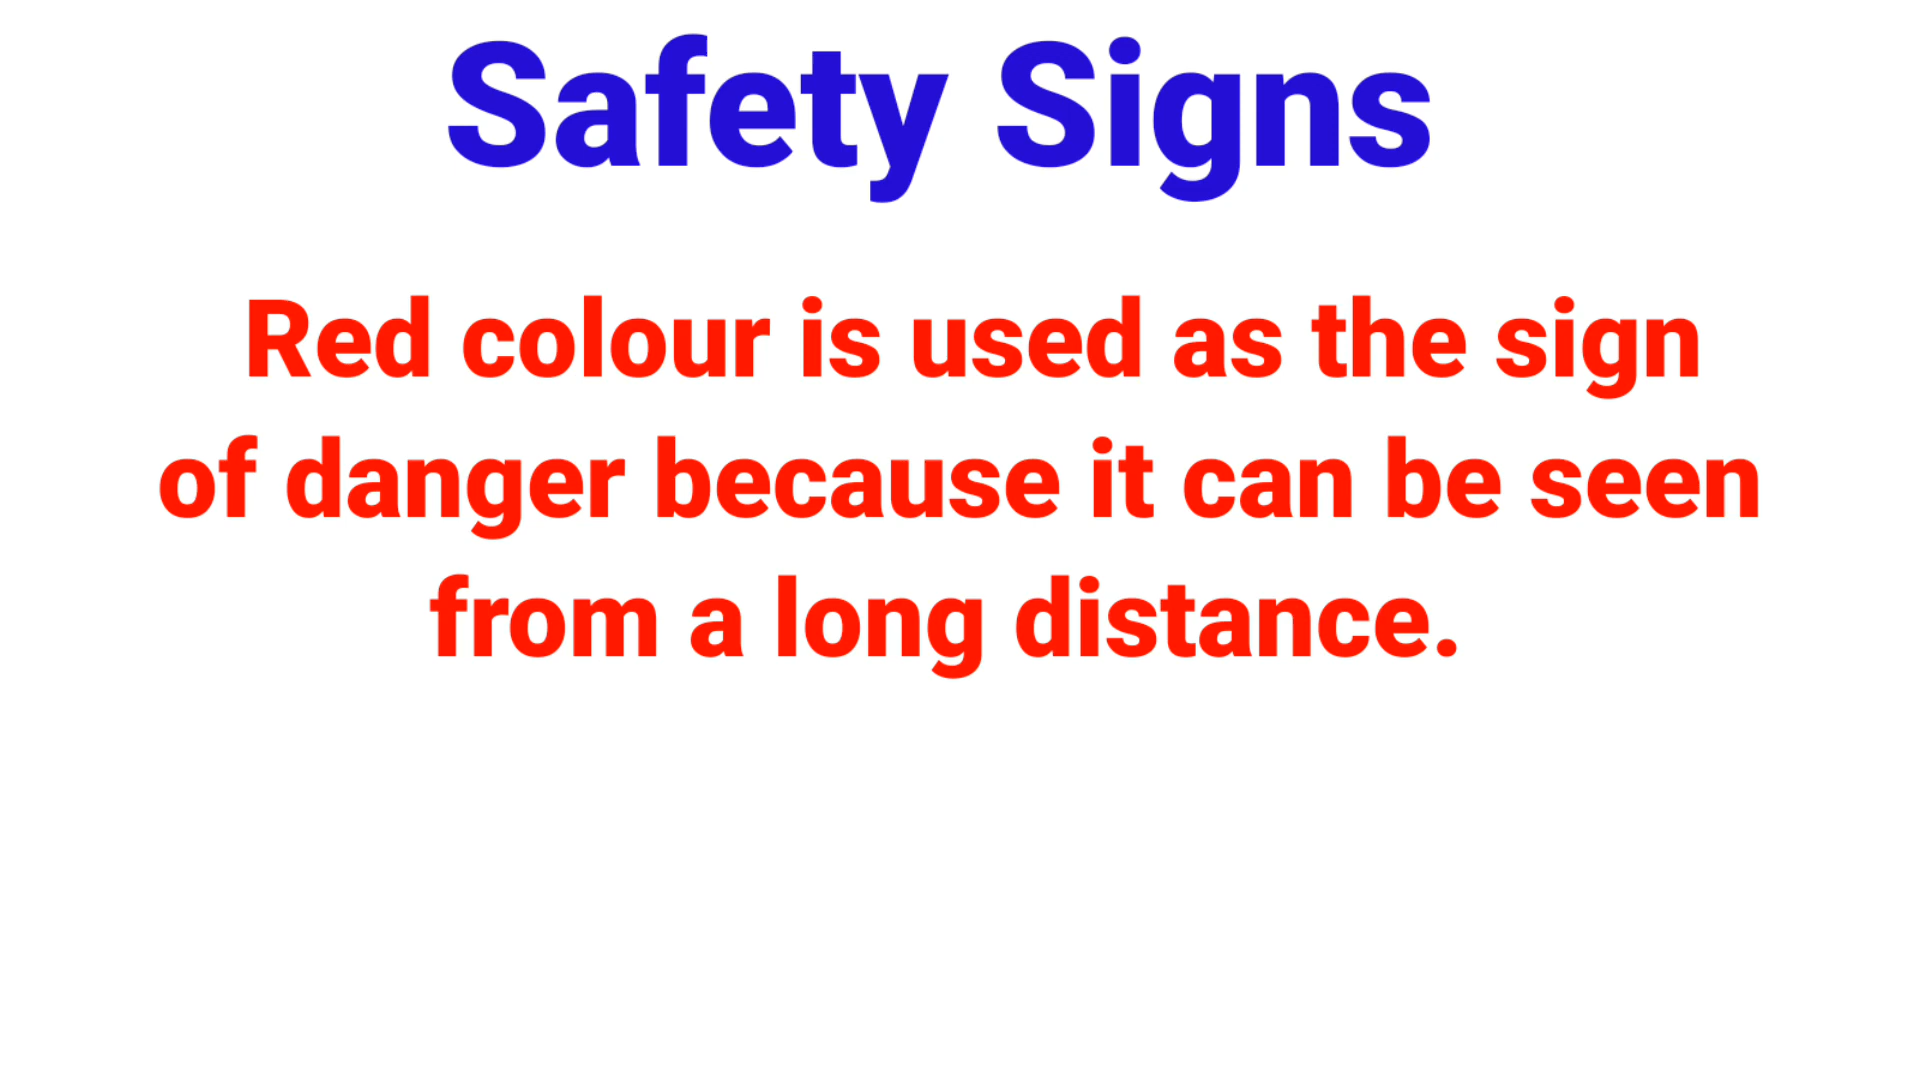 Safety Signs
Red colour is used as the sign
of danger because it can be seen
from a long distance.